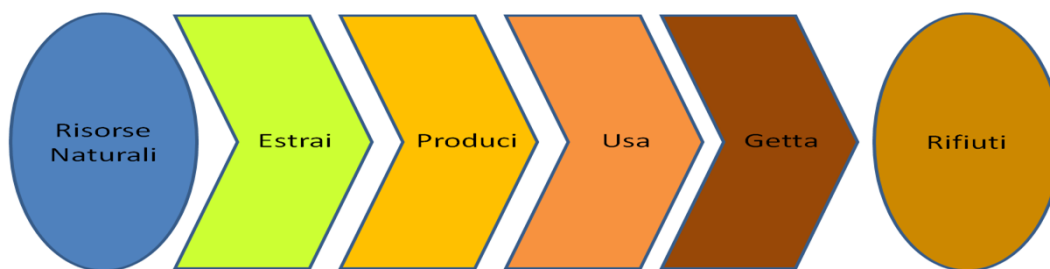 Risorse
Naturali
Estrai
Produci
Usa
Getta
Rifiuti